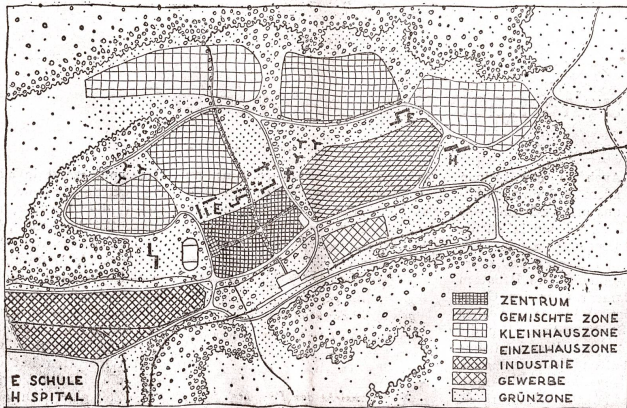 E
E
H
ZENTRUM
GEMISCHTE ZONE
KLEINHAUSZONE
EINZELHAUSZONE
INDUSTRIE
GEWERBE
GRÜNZONE
E SCHULE
H SPITAL